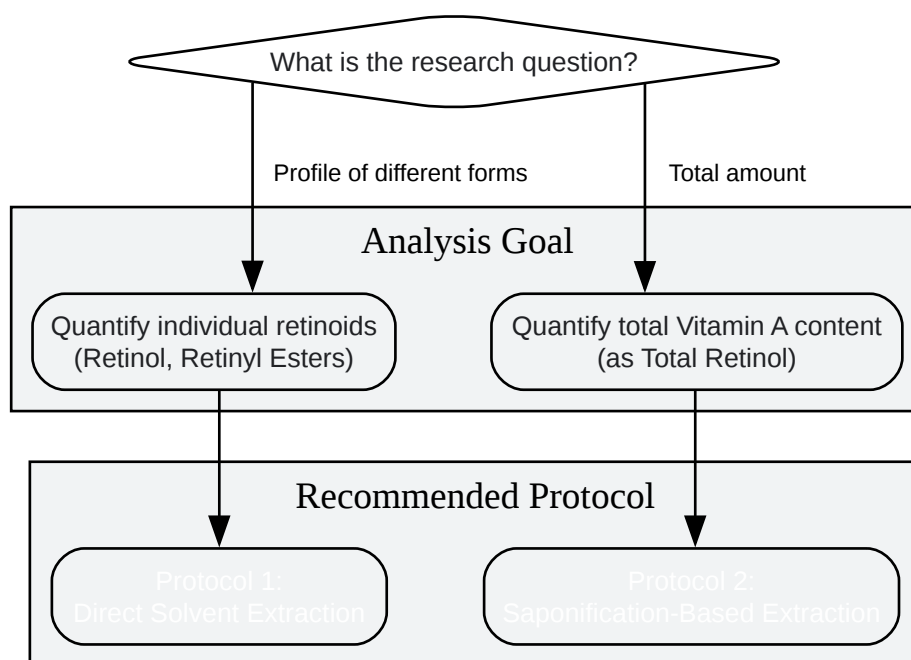 What is the research question?
Profile of different forms
Total amount
Analysis Goal
Quantify individual retinoids
(Retinol, Retinyl Esters)
Quantify total Vitamin A content
(as Total Retinol)
Recommended Protocol
Protocol 1:
Direct Solvent Extraction
Protocol 2:
Saponification-Based Extraction